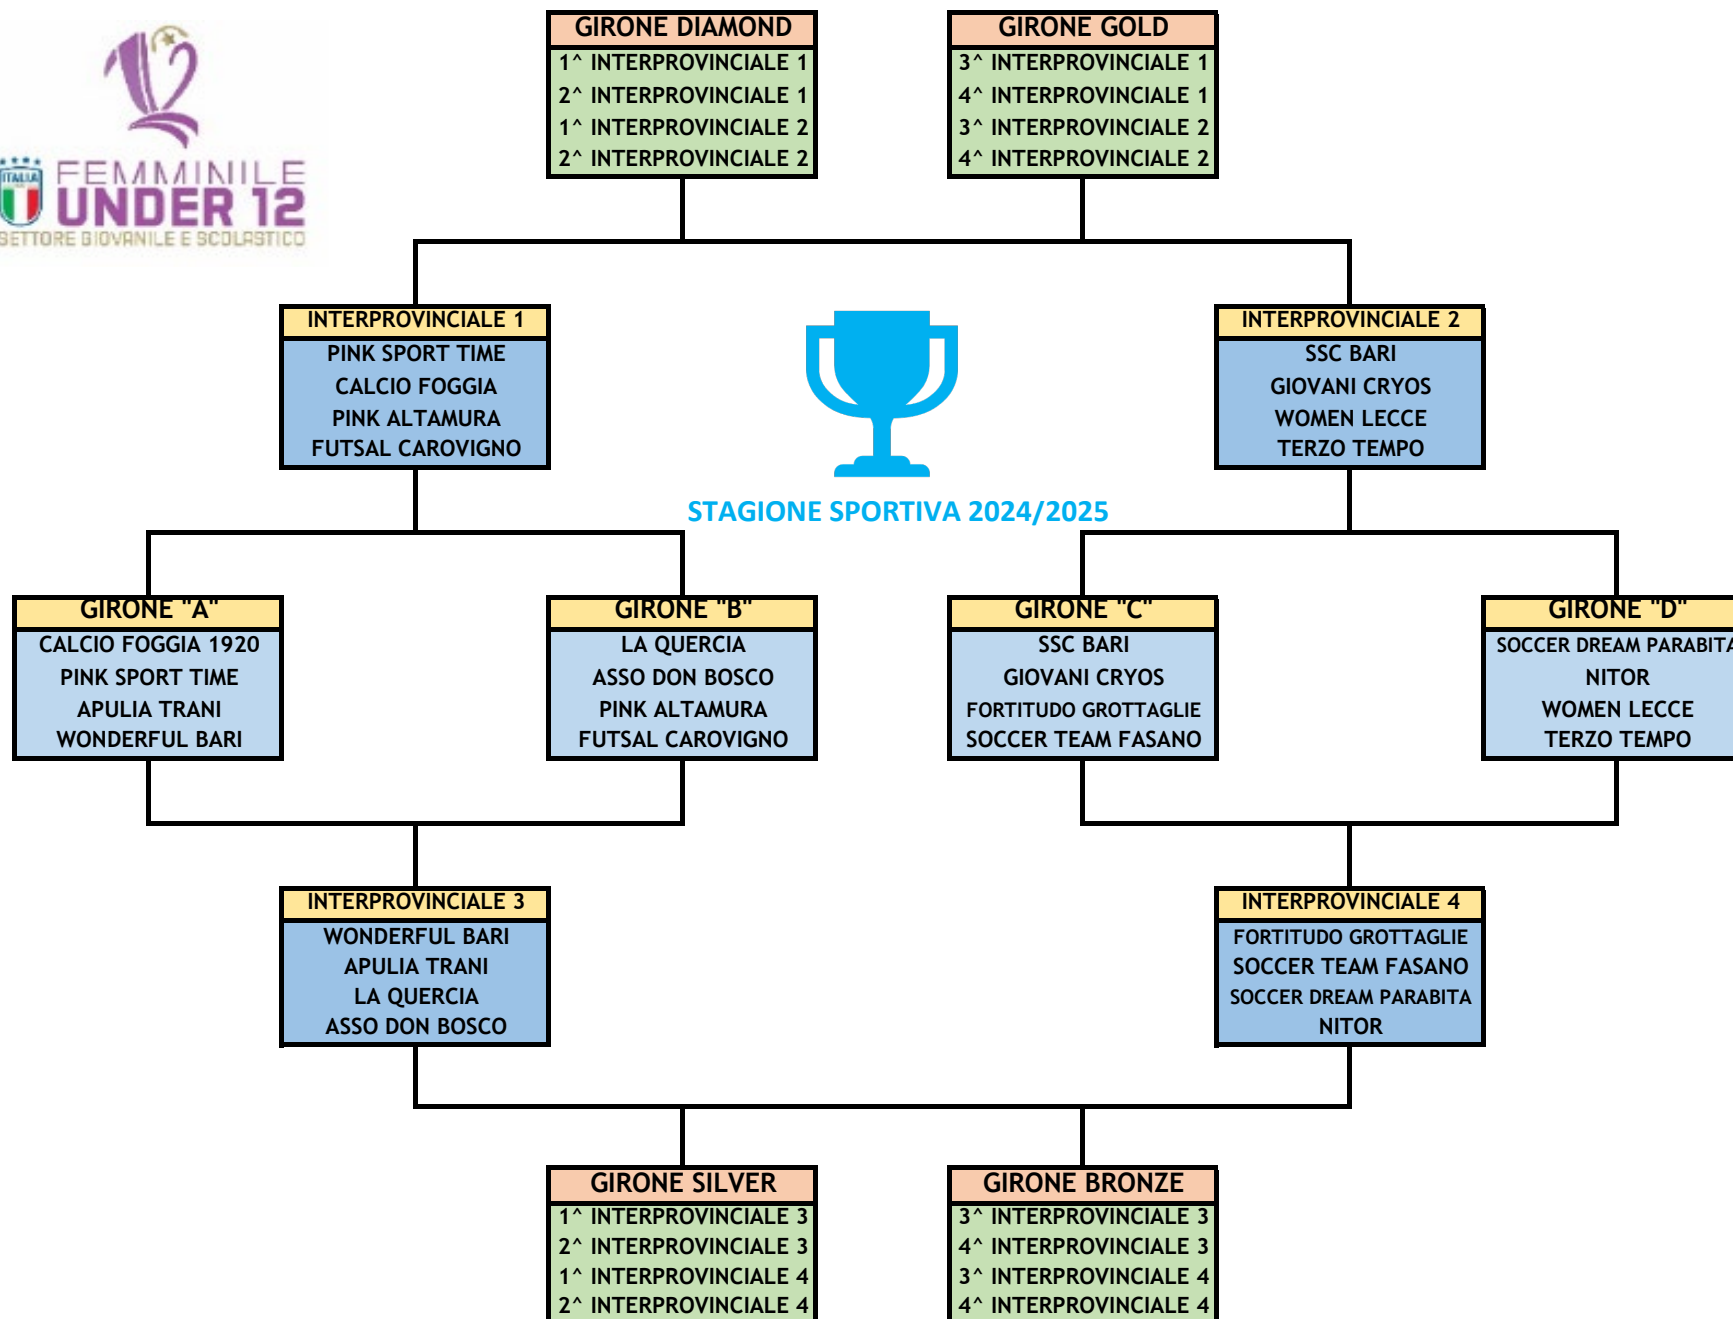 12
ITALIA
FEMMINILE
UNDER 12
SETTORE GIOVANILE E SCOLASTICO
GIRONE DIAMOND
1^ INTERPROVINCIALE 1
2^ INTERPROVINCIALE 1
1^ INTERPROVINCIALE 2
2^ INTERPROVINCIALE 2
GIRONE GOLD
3^ INTERPROVINCIALE 1
4^ INTERPROVINCIALE 1
3^ INTERPROVINCIALE 2
4^ INTERPROVINCIALE 2
INTERPROVINCIALE 1
PINK SPORT TIME
CALCIO FOGGIA
PINK ALTAMURA
FUTSAL CAROVIGNO
INTERPROVINCIALE 2
SSC BARI
GIOVANI CRYOS
WOMEN LECCE
TERZO TEMPO
STAGIONE SPORTIVA 2024/2025
GIRONE "A"
CALCIO FOGGIA 1920
PINK SPORT TIME
APULIA TRANI
WONDERFUL BARI
GIRONE "B"
LA QUERCIA
ASSO DON BOSCO
PINK ALTAMURA
FUTSAL CAROVIGNO
GIRONE "C"
SSC BARI
GIOVANI CRYOS
FORTITUDO GROTTAGLIE
SOCCER TEAM FASANO
GIRONE "D"
SOCCER DREAM PARABITA
NITOR
WOMEN LECCE
TERZO TEMPO
INTERPROVINCIALE 3
WONDERFUL BARI
APULIA TRANI
LA QUERCIA
ASSO DON BOSCO
INTERPROVINCIALE 4
FORTITUDO GROTTAGLIE
SOCCER TEAM FASANO
SOCCER DREAM PARABITA
NITOR
GIRONE SILVER
1^ INTERPROVINCIALE 3
2^ INTERPROVINCIALE 3
1^ INTERPROVINCIALE 4
2^ INTERPROVINCIALE 4
GIRONE BRONZE
3^ INTERPROVINCIALE 3
4^ INTERPROVINCIALE 3
3^ INTERPROVINCIALE 4
4^ INTERPROVINCIALE 4